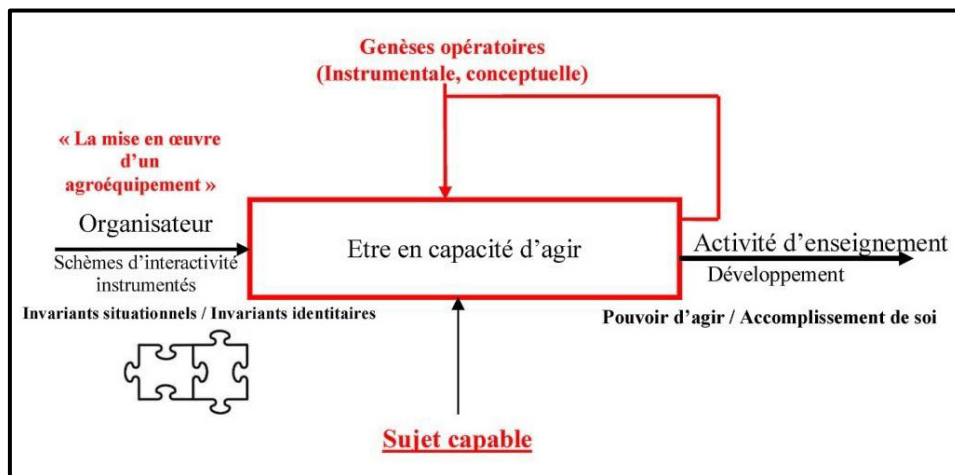 Genèses opératoires
(Instrumentale, conceptuelle)
« La mise en œuvre
d’un
agroéquipement »
Organisateur
Schèmes d’interactivité
instrumentés
Invariants situationnels / Invariants identitaires
Etre en capacité d’agir
Activité d’enseignement
Développement
Pouvoir d’agir / Accomplissement de soi
Sujet capable